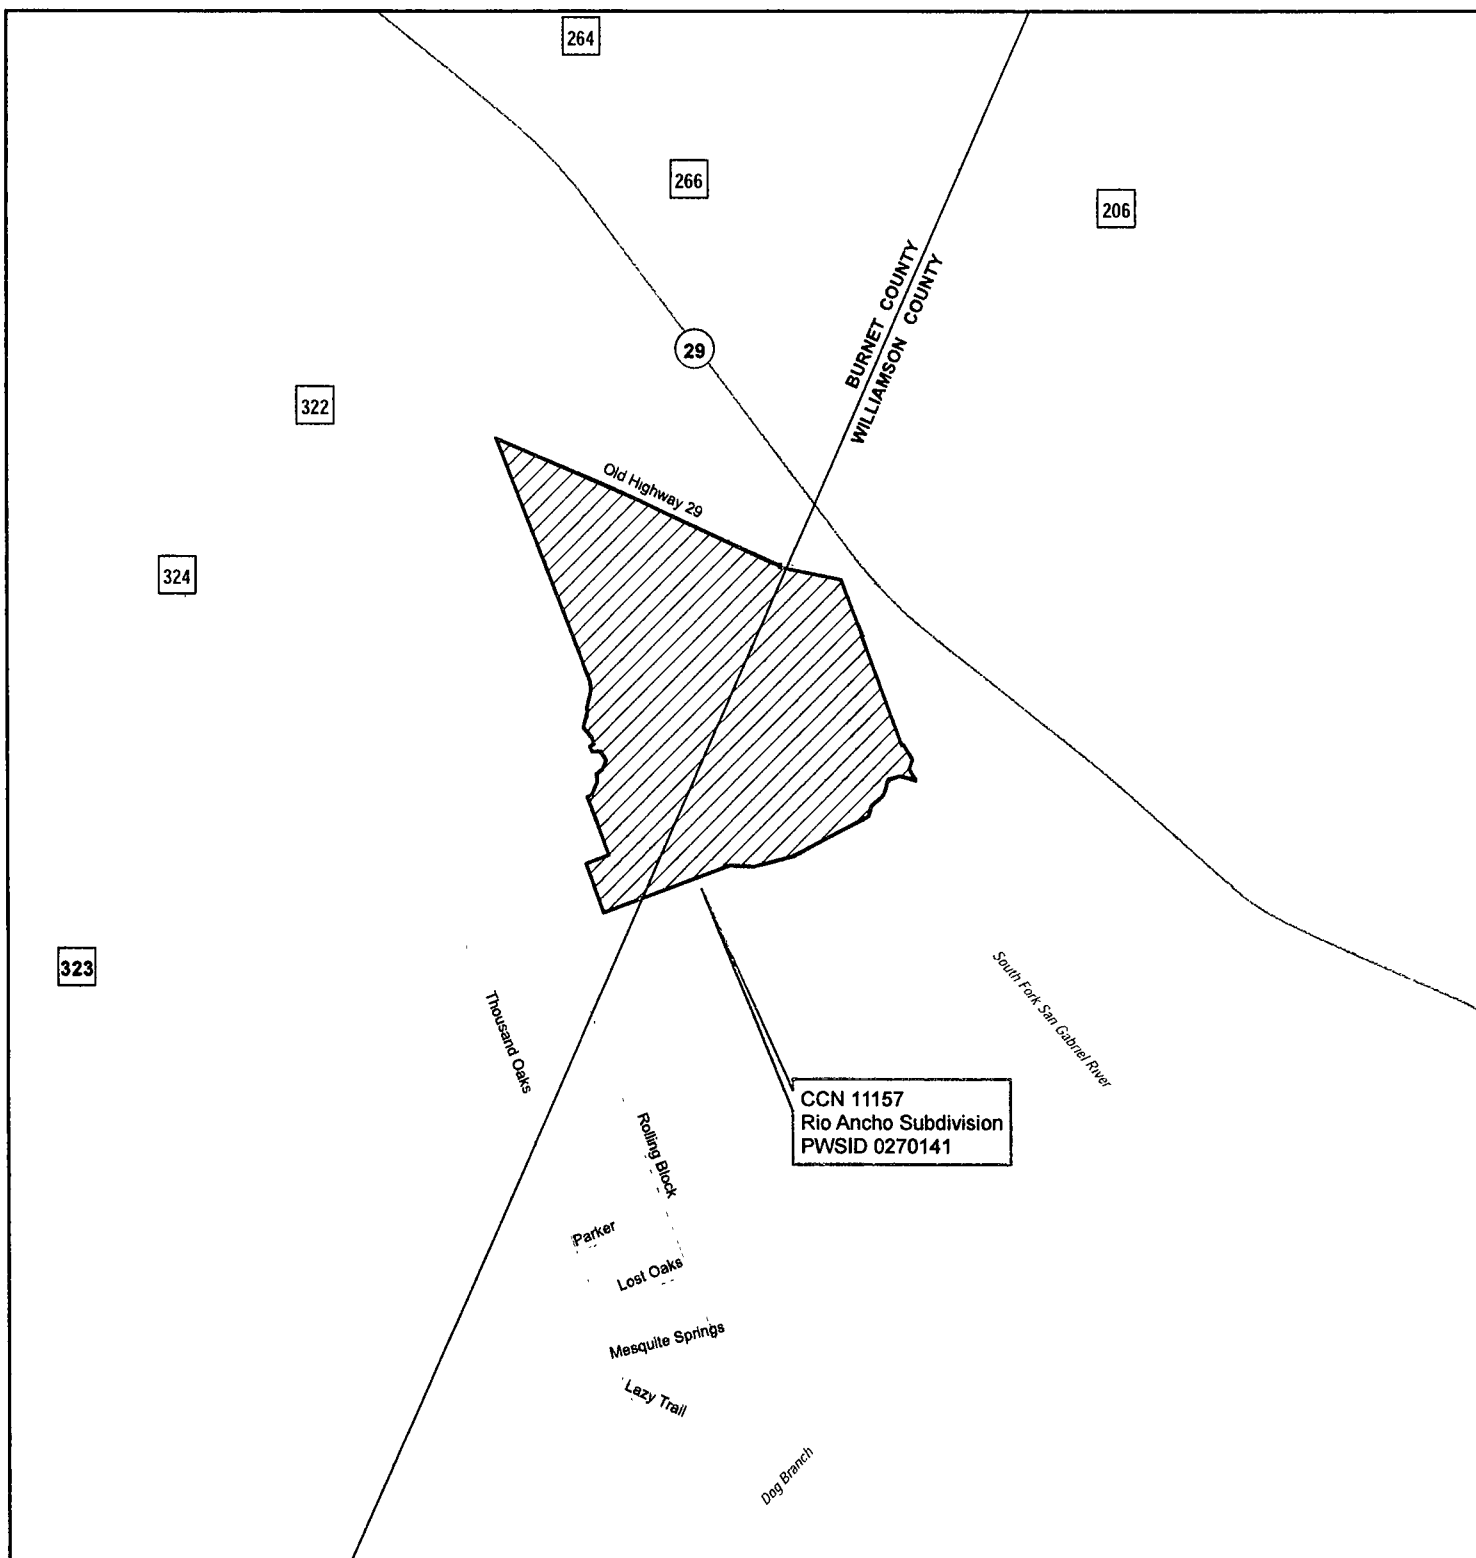 264
266
206
BURNET COUNTY
WILLIAMSON COUNTY
29
322
Old Highway 29
324
323
South Fork San Gabriel River
Thousand Oaks
CCN 11157
Rio Ancho Subdivision
PWSID 0270141
Rolling Block
Parker
Lost Oaks
Mesquite Springs
Lazy Trail
Dog Branch